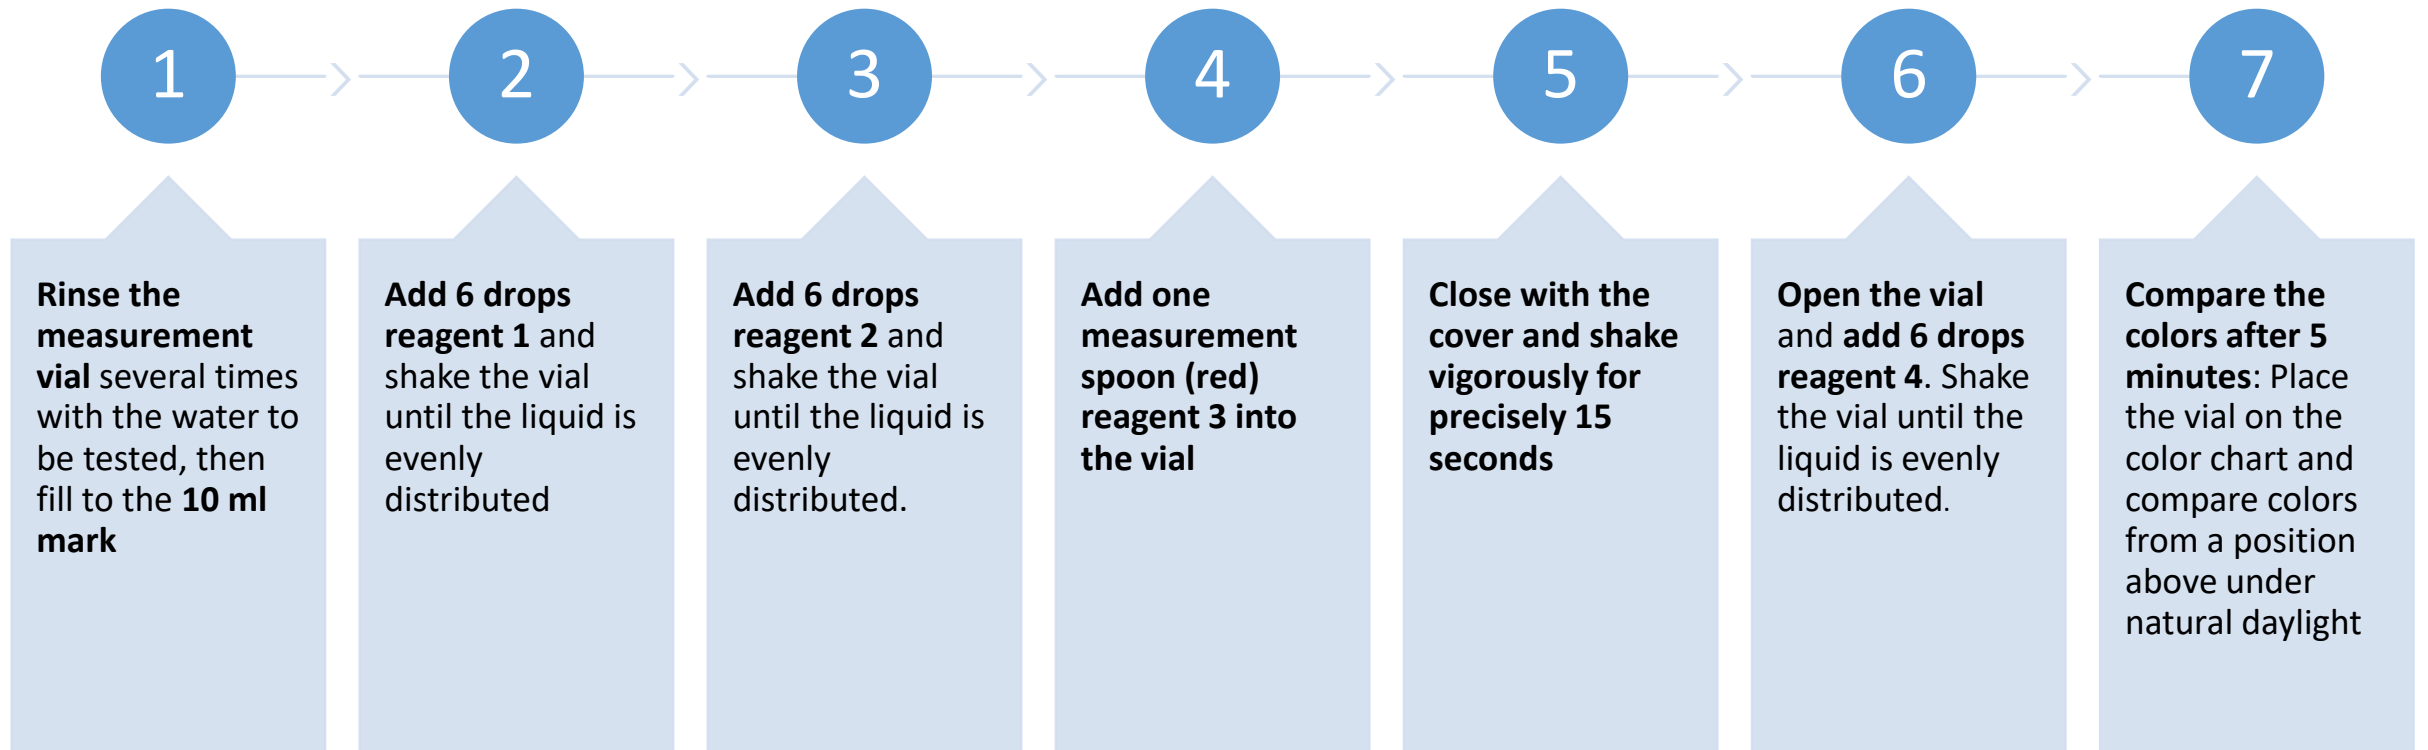 1
2
3
4
5
6
7
Rinse the
measurement
vial several times
with the water to
be tested, then
fill to the 10 ml
mark
Add 6 drops
reagent 1 and
shake the vial
until the liquid is
evenly
distributed
Add 6 drops
reagent 2 and
shake the vial
until the liquid is
evenly
distributed.
Add one
measurement
spoon (red)
reagent 3 into
the vial
Close with the
cover and shake
vigorously for
precisely 15
seconds
Open the vial
and add 6 drops
reagent 4. Shake
the vial until the
liquid is evenly
distributed.
Compare the
colors after 5
minutes: Place
the vial on the
color chart and
compare colors
from a position
above under
natural daylight